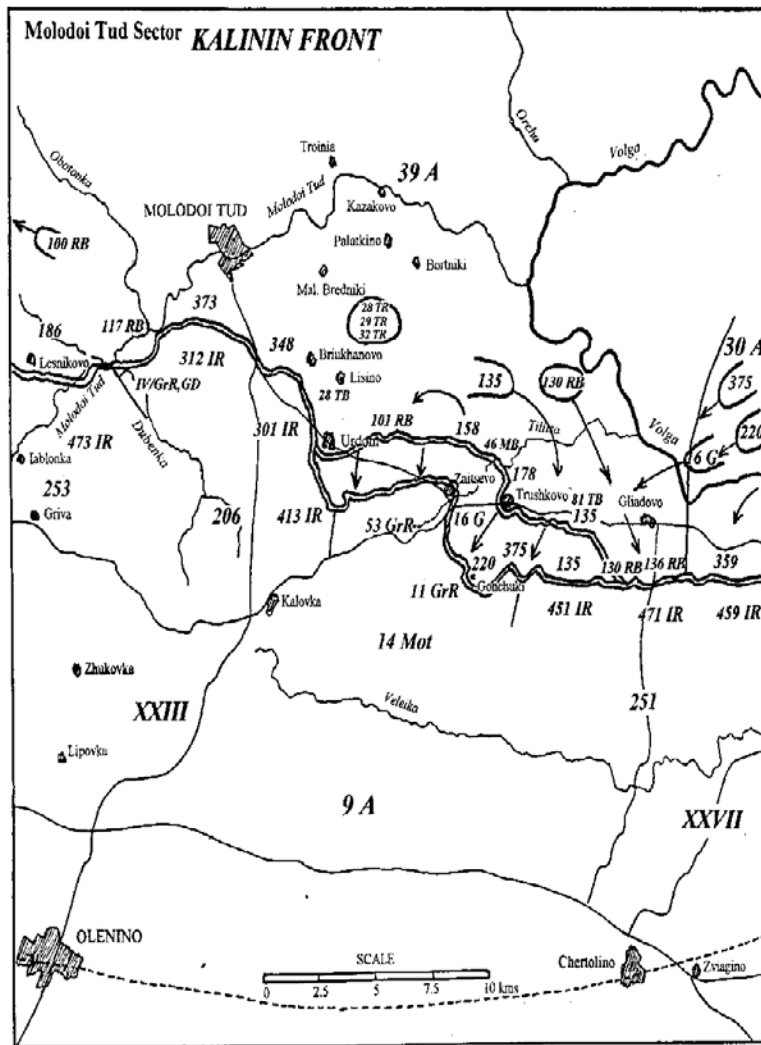 Molodoi Tud Sector KALININ FRONT
Orcha
Volga
Obotonka
Troinia
39 A
Molodoi Tud
Kazakovo
MOLODOI TUD
100 RB
Palatkino
Bortniki
Mal. Bredniki
373
28 TR
29 TR
32 TR
117 RB
186
30 A
348
Briukhanovo
Lesnikovo
312 IR
135
130 RB
375
IV/GrR, GD
Lisino
28 TB
Molodoi Tud
101 RB
158
Tilitta
Volga
220
473 IR
Dubenka
301 IR
Urdom
46 MB
16 G
Iablonka
Zaitsevo
178
253
Trushkovo
81 TB
Gliadovo
206
413 IR
16 G
135
Griva
53 GrR
375
135
130 RB
136 RB
359
220
Gonchuki
11 GrR
451 IR
471 IR
459 IR
Kalovka
14 Mot
Zhukovka
Veleika
XXIII
251
Lipovka
9 A
XXVII
OLENINO
SCALE
Chertolino
Zviagino
0 2.5 5 7.5 10 kms